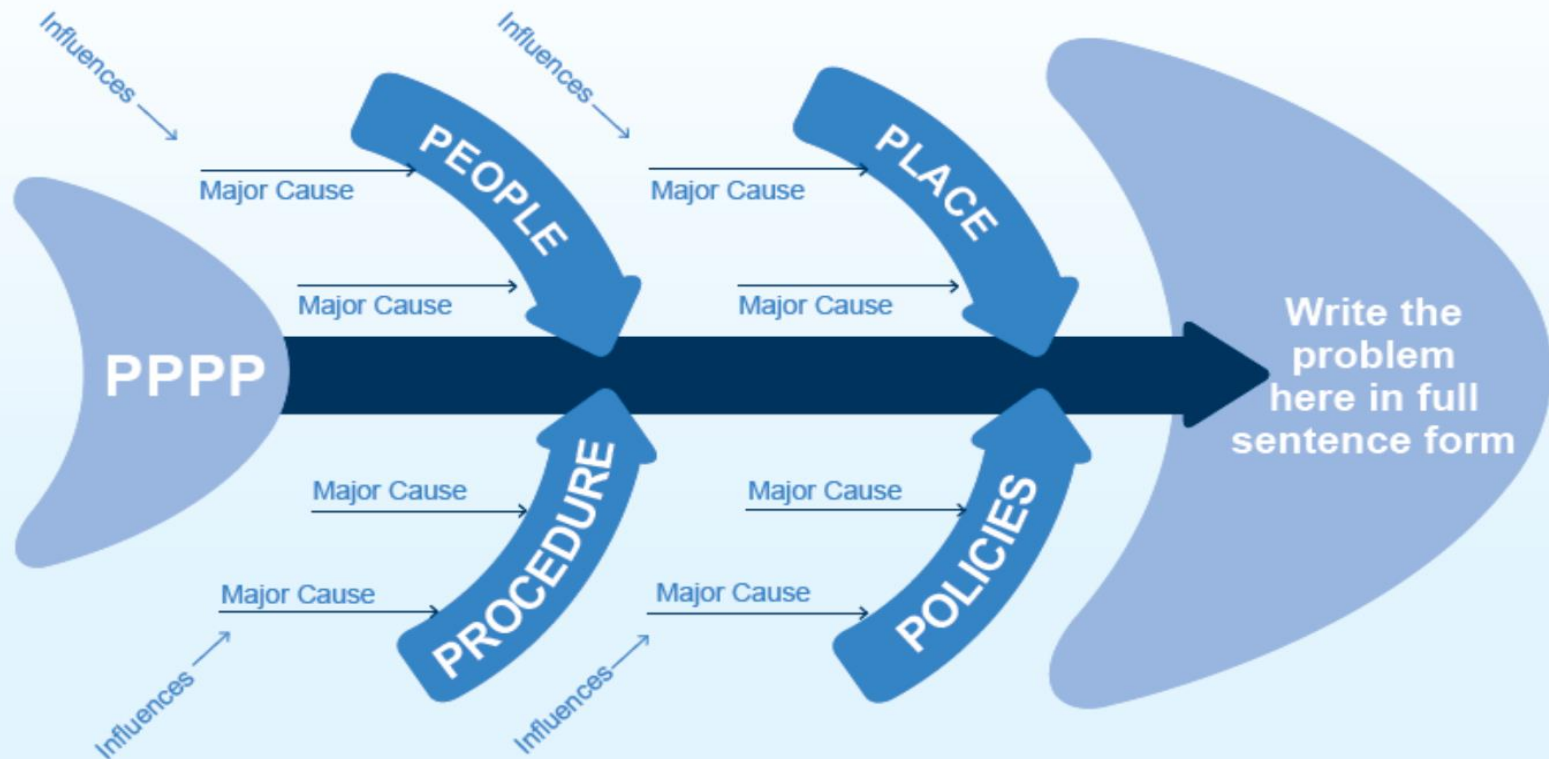 Influences
Influences
PEOPLE
PLACE
Major Cause
Major Cause
Major Cause
Major Cause
PPPP
Write the
problem
here in full
sentence form
Major Cause
Major Cause
PROCEDURE
POLICIES
Major Cause
Major Cause
Influences
Influences